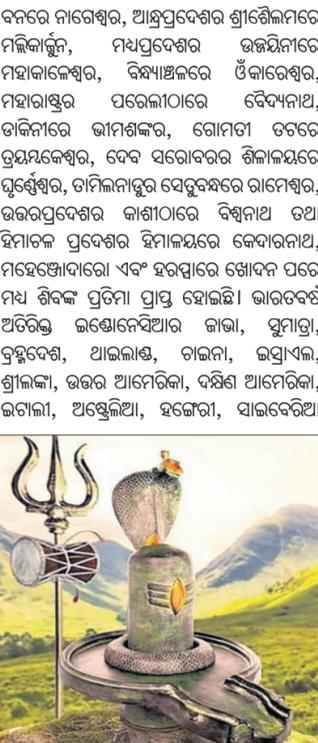 ବନରେ ନାଗେଶ୍ୱର, ଆନ୍ଧ୍ରପ୍ରଦେଶର ଶ୍ରୀଶୈଳମରେ
ମଲ୍ଲିକାର୍ଜୁନ, ମଧ୍ୟପ୍ରଦେଶର ଉଜ୍ଜୟିନୀରେ
ମହାକାଳେଶ୍ୱର, ବିନ୍ଧ୍ୟାଞ୍ଚଳରେ ଓଁକାରେଶ୍ୱର,
ମହାରାଷ୍ଟ୍ରର ପରେଲୀଠାରେ ବୈଦ୍ୟନାଥ,
ଡାକିନୀରେ ଭୀମଶଙ୍କର, ଗୋମତୀ ତଟରେ
ତ୍ରୟମ୍ୱକେଶ୍ୱର, ଦେବ ସରୋବରର ଶିଳାଳୟରେ
ଘୃର୍ଣ୍ଣେଶ୍ୱର, ତାମିଲନାଡୁର ସେତୁବନ୍ଧରେ ରାମେଶ୍ୱର,
ଉତ୍ତରପ୍ରଦେଶର କାଶୀଠାରେ ବିଶ୍ୱନାଥ ତଥା
ହିମାଚଳ ପ୍ରଦେଶର ହିମାଳୟରେ କେଦାରନାଥ,
ମହେଞ୍ଜୋଦାରୋ ଏବଂ ହରପ୍ପାରେ ଖୋଦନ ପରେ
ମଧ୍ୟ ଶିବଙ୍କ ପ୍ରତିମା ପ୍ରାପ୍ତ ହୋଇଛି। ଭାରତବର୍ଷ
ଅତିରିକ୍ତ ଇଣ୍ଡୋନେସିଆର ଜାଭା, ସୁମାତ୍ରା,
ବ୍ରହ୍ମଦେଶ, ଥାଇଲାଣ୍ଡ, ଚାଇନା, ଇସ୍ରାଏଲ,
ଶ୍ରୀଲଙ୍କା, ଉତ୍ତର ଆମେରିକା, ଦକ୍ଷିଣ ଆମେରିକା,
ଇଟାଲୀ, ଅଷ୍ଟ୍ରେଲିଆ, ହଙ୍ଗେରୀ, ସାଇବେରିଆ